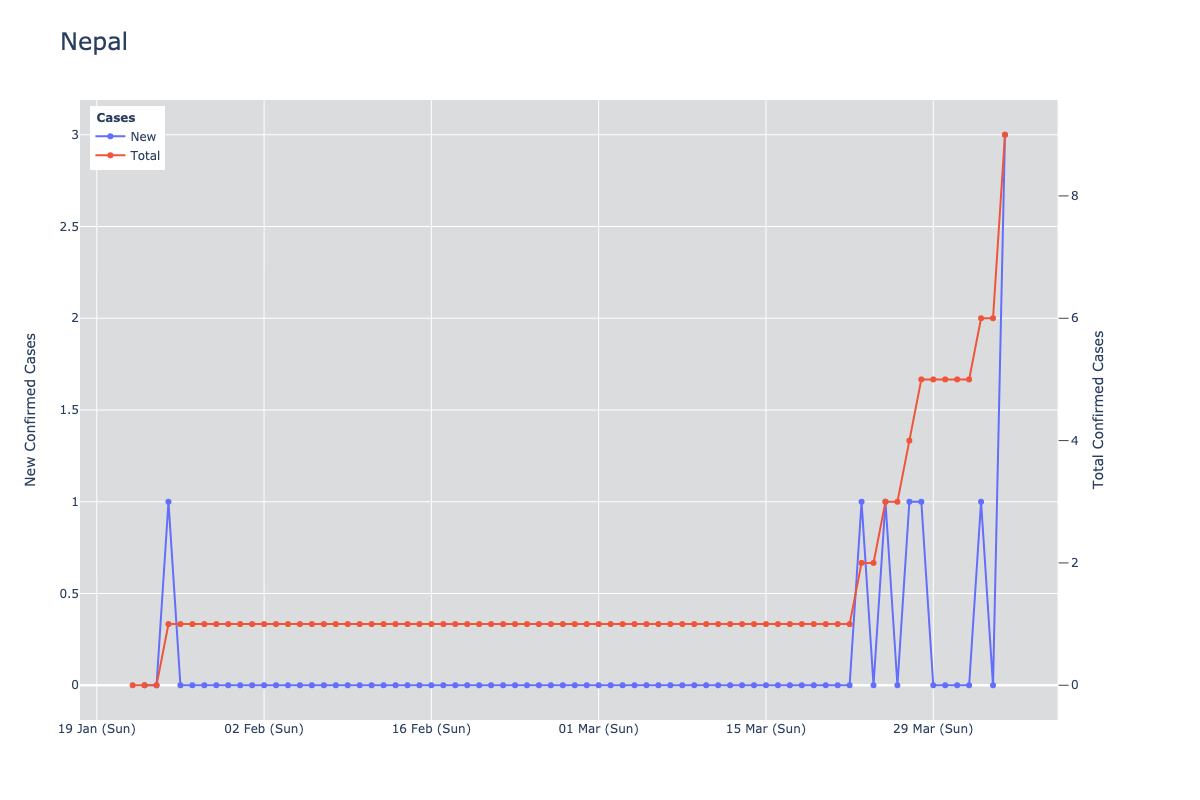 Nepal
Cases
New
Total
3
2.5
2
1.5
1
0.5
0
New Confirmed Cases
8
6
4
2
0
Total Confirmed Cases
19 Jan (Sun) 02 Feb (Sun) 16 Feb (Sun) 01 Mar (Sun) 15 Mar (Sun) 29 Mar (Sun)